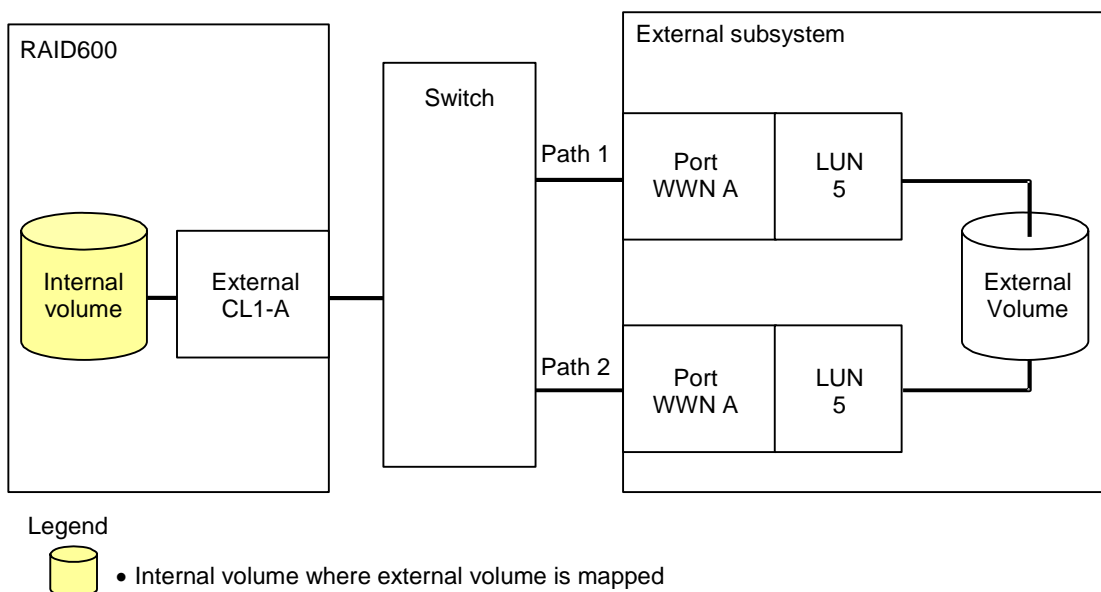 RAID600
External subsystem
Switch
Path 1
Port
WWN A
LUN
5
Internal
volume
External
CL1-A
External
Volume
Path 2
Port
WWN A
LUN
5
Legend
• Internal volume where external volume is mapped